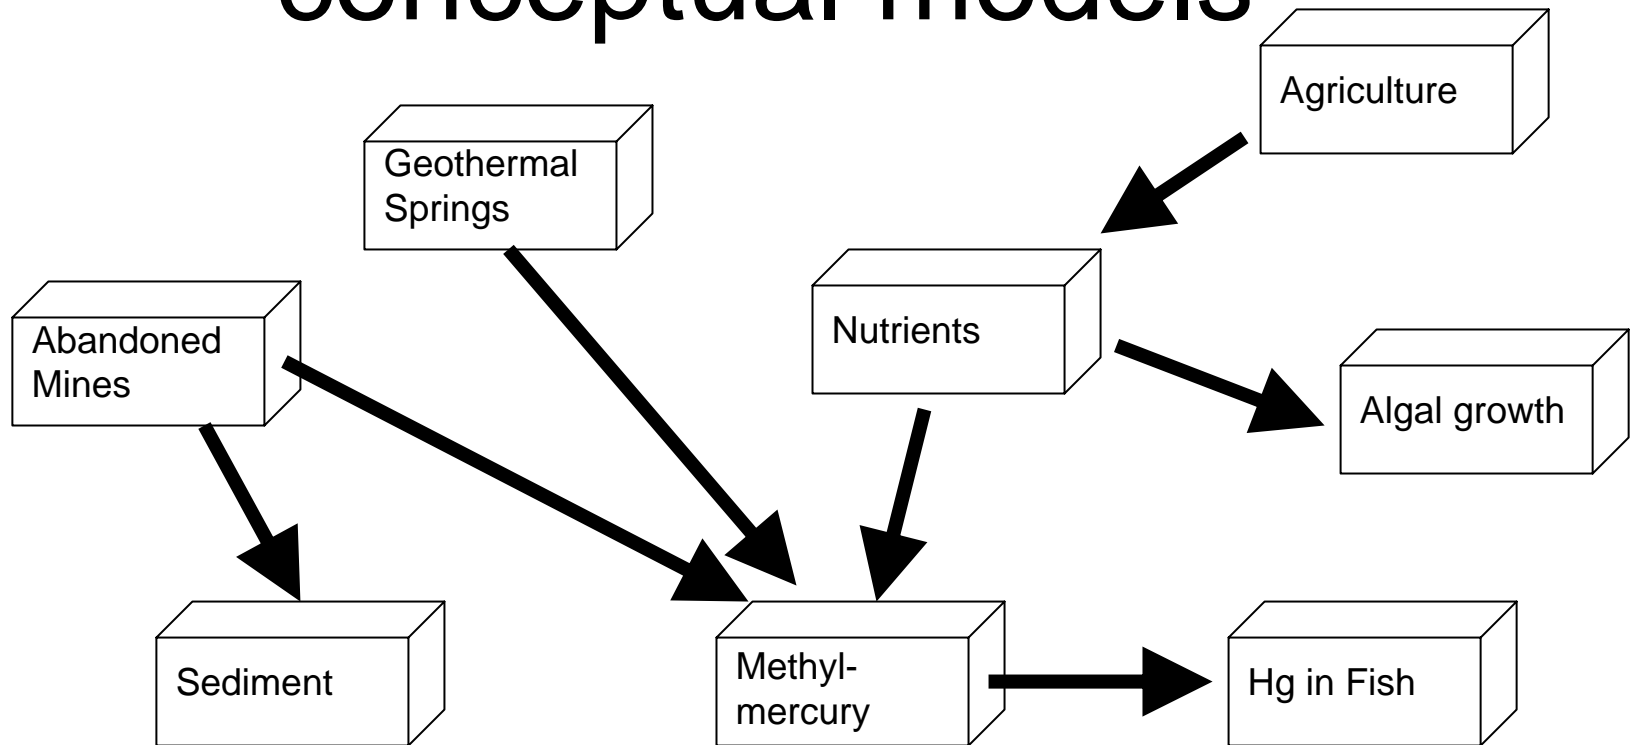 conceptual models
Agriculture
Geothermal
Springs
Nutrients
Abandoned
Mines
Algal growth
Sediment
Methyl-
mercury
Hg in Fish